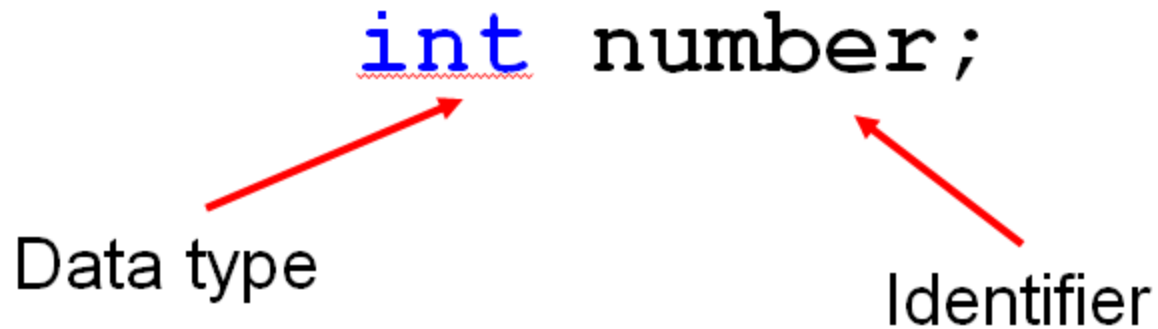 int number;
Data type
Identifier